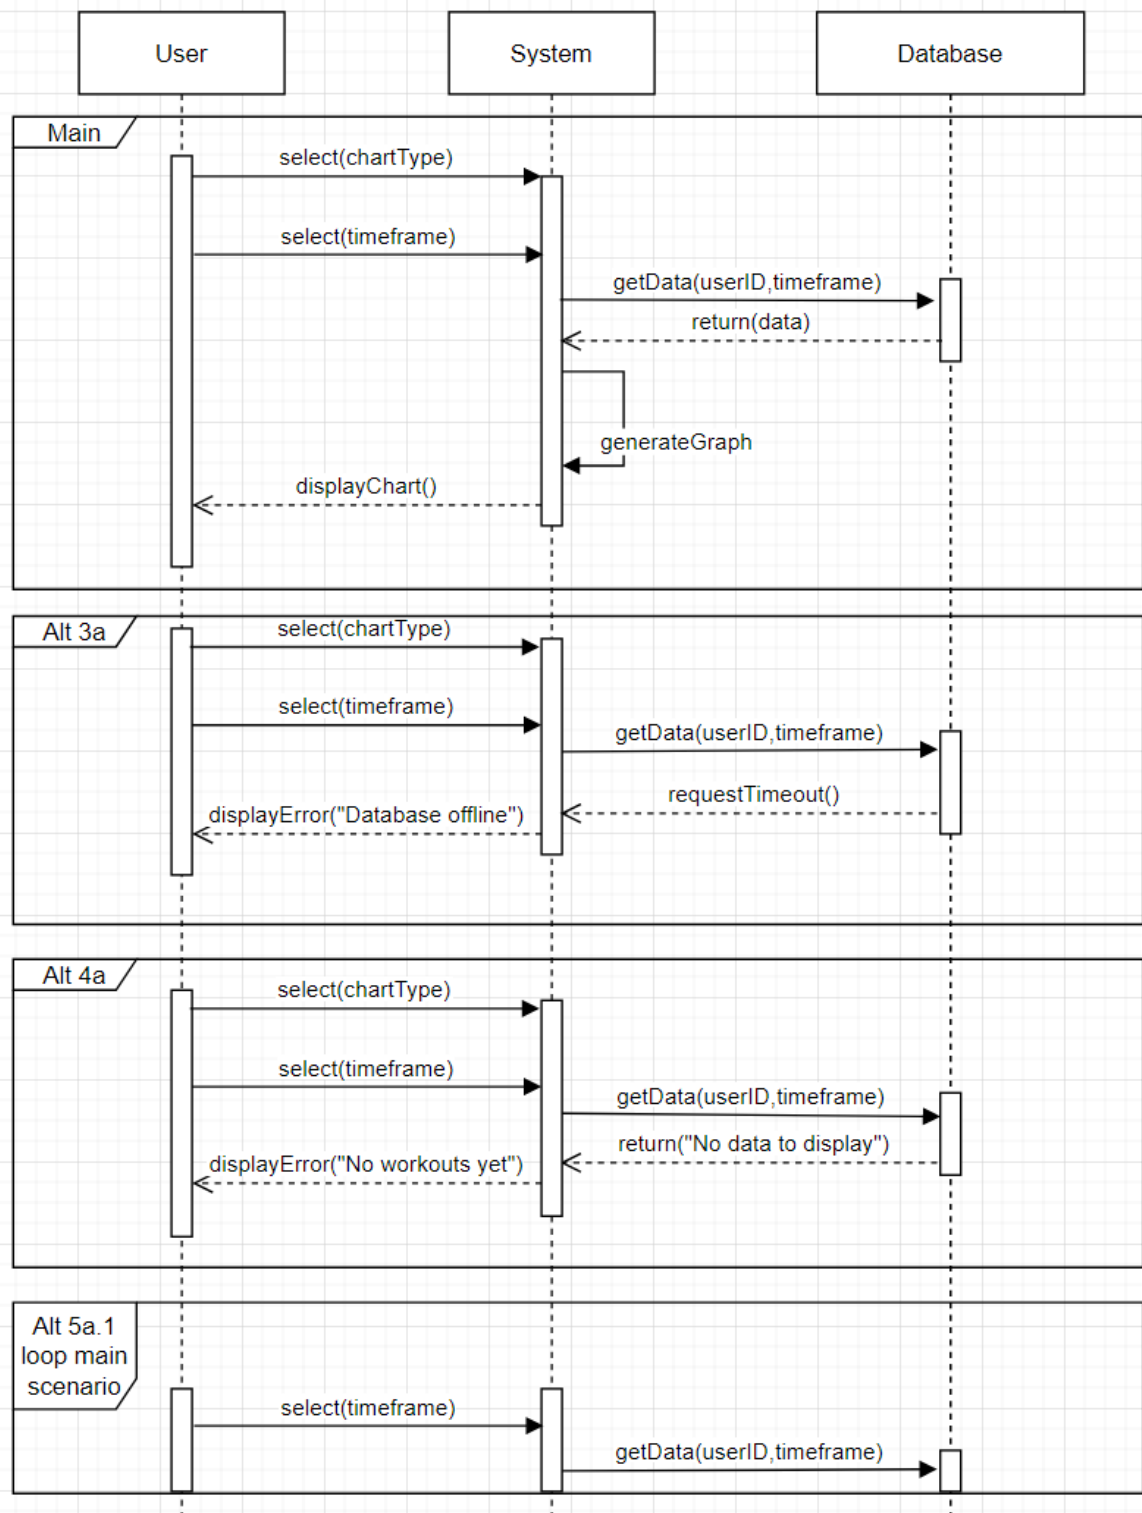 User
System
Database
Main
select(chartType)
select(timeframe)
getData(userID,timeframe)
return(data)
generateGraph
displayChart()
Alt 3a
select(chartType)
select(timeframe)
getData(userID,timeframe)
requestTimeout()
displayError("Database offline")
Alt 4a
select(chartType)
select(timeframe)
getData(userID,timeframe)
return("No data to display")
displayError("No workouts yet")
Alt 5a.1
loop main
scenario
select(timeframe)
getData(userID,timeframe)